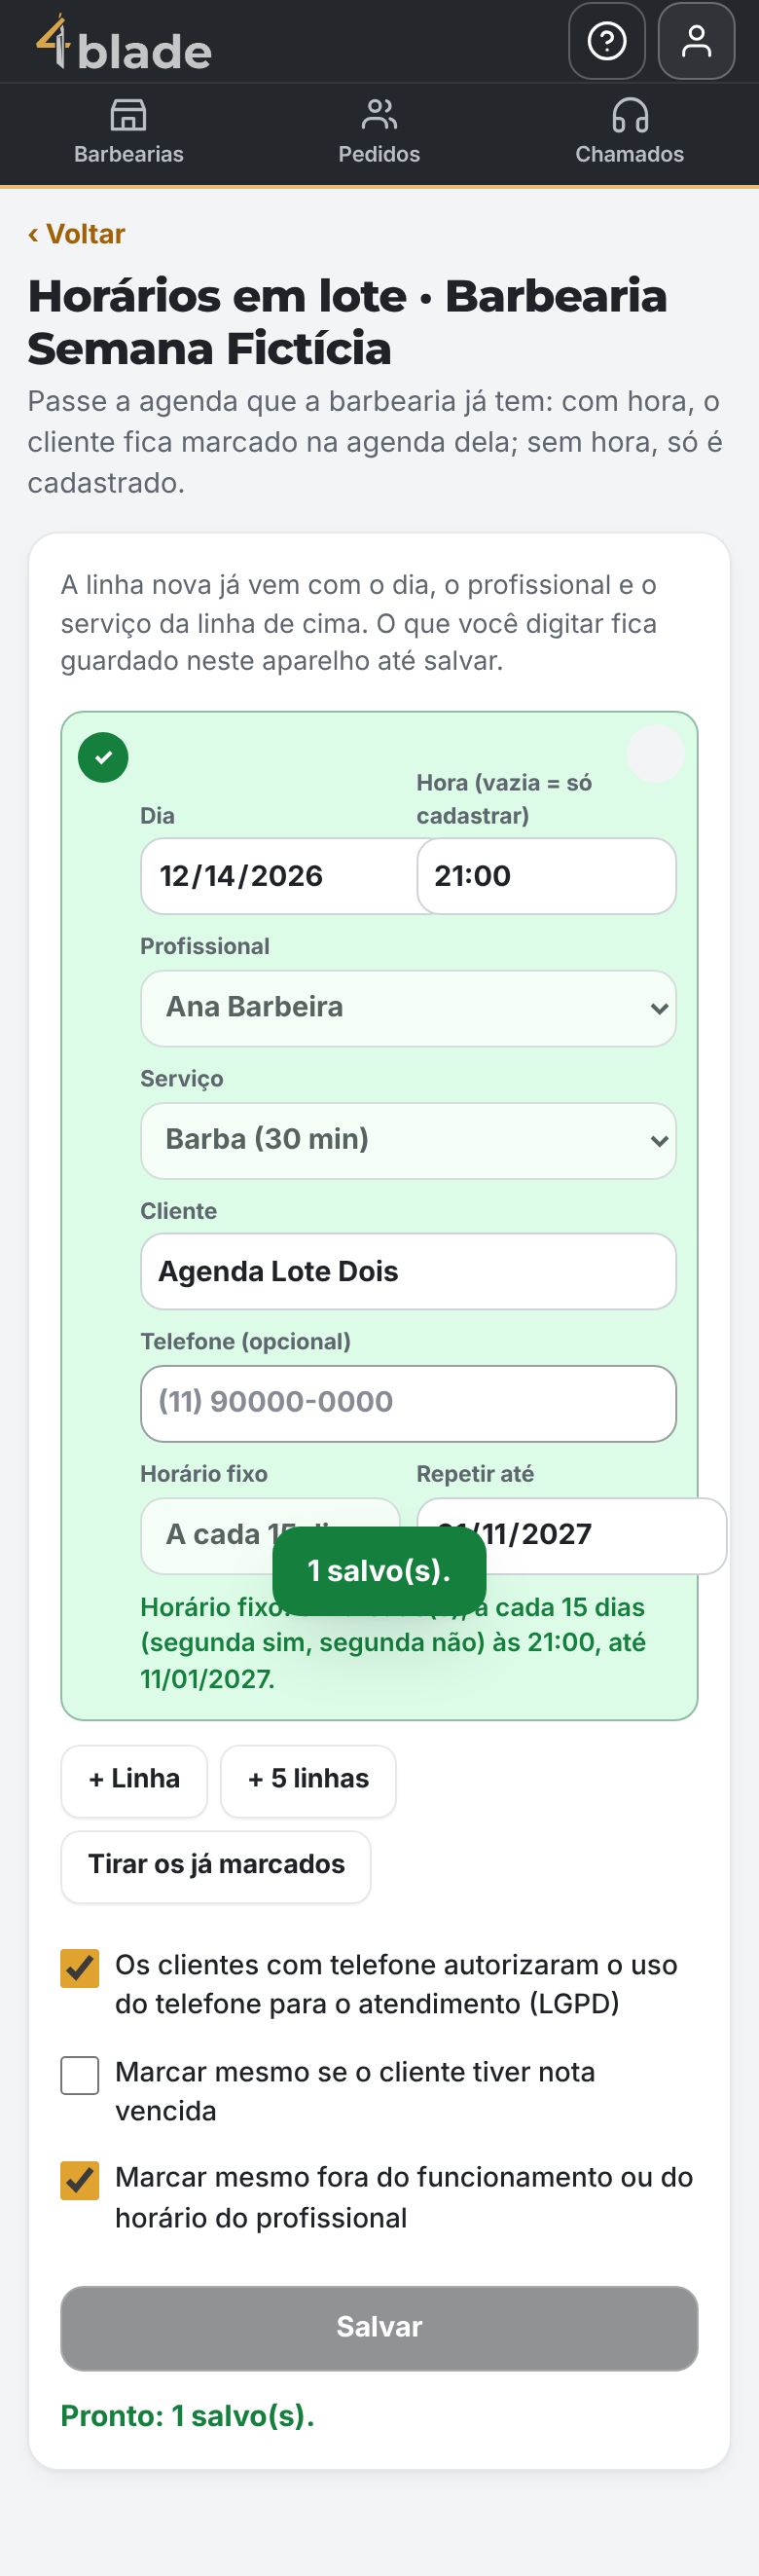 4blade
Barbearias
Pedidos
Chamados
‹ Voltar
Horários em lote · Barbearia
Semana Fictícia
Passe a agenda que a barbearia já tem: com hora, o
cliente fica marcado na agenda dela; sem hora, só é
cadastrado.
A linha nova já vem com o dia, o profissional e o
serviço da linha de cima. O que você digitar fica
guardado neste aparelho até salvar.
Dia
Hora (vazia = só
cadastrar)
12/14/2026
21:00
Profissional
Ana Barbeira
Serviço
Barba (30 min)
Cliente
Agenda Lote Dois
Telefone (opcional)
(11) 90000-0000
Horário fixo
Repetir até
A cada 15
/11/2027
1 salvo(s).
Horário fixo: a cada 15 dias
(segunda sim, segunda não) às 21:00, até
11/01/2027.
+ Linha
+ 5 linhas
Tirar os já marcados
Os clientes com telefone autorizaram o uso
do telefone para o atendimento (LGPD)
Marcar mesmo se o cliente tiver nota
vencida
Marcar mesmo fora do funcionamento ou do
horário do profissional
Salvar
Pronto: 1 salvo(s).